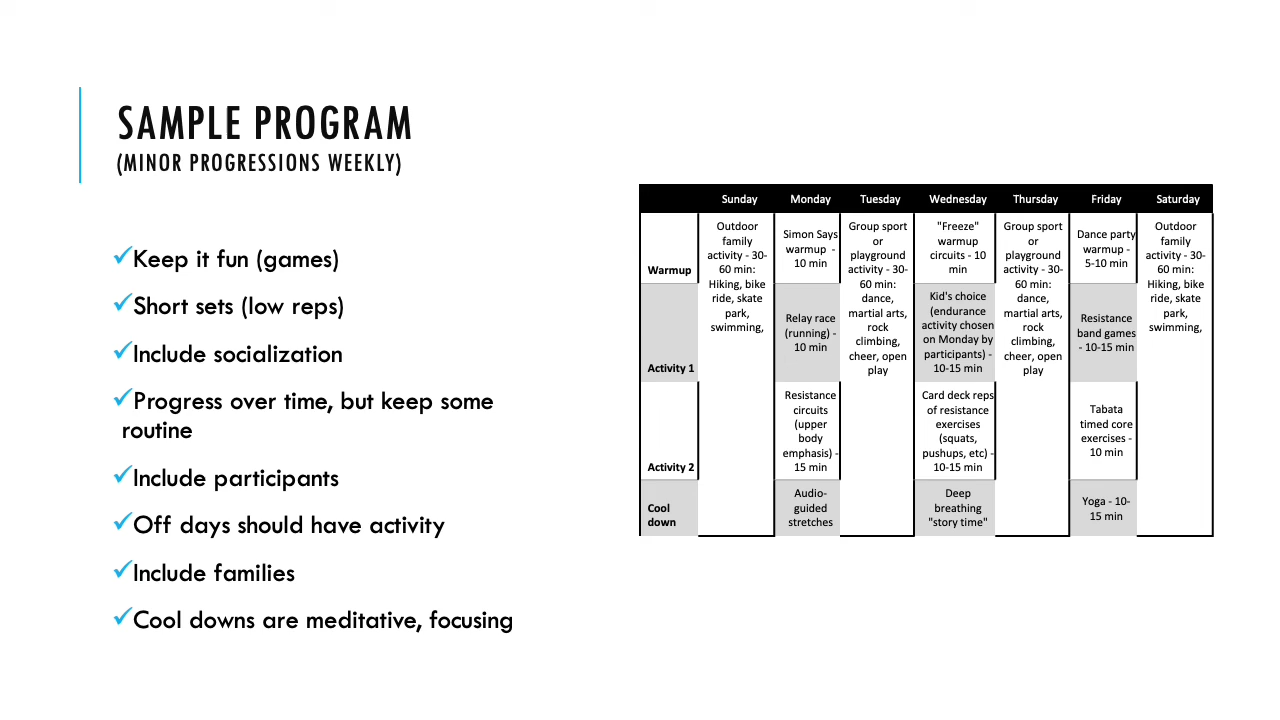 SAMPLE PROGRAM
(MINOR PROGRESSIONS WEEKLY)
✓Keep it fun (games)
✓Short sets (low reps)
✓Include socialization
✓Progress over time, but keep some
routine
✓Include participants
✓Off days should have activity
✓Include families
✓Cool downs are meditative, focusing
Sunday Monday Tuesday Wednesday Thursday Friday Saturday
Warmup
Outdoor
family
activity - 30-
60 min:
Hiking, bike
ride, skate
park,
swimming,
Simon Says
warmup -
10 min
Group sport
or
playground
activity - 30-
60 min:
dance,
martial arts,
rock
climbing,
cheer, open
play
"Freeze"
warmup
circuits - 10
min
Group sport
or
playground
activity - 30-
60 min:
dance,
martial arts,
rock
climbing,
cheer, open
play
Dance party
warmup -
5-10 min
Outdoor
family
activity - 30-
60 min:
Hiking, bike
ride, skate
park,
swimming,
Activity 1
Relay race
(running) -
10 min
Kid's choice
(endurance
activity chosen
on Monday by
participants) -
10-15 min
Resistance
band games
- 10-15 min
Activity 2
Resistance
circuits
(upper
body
emphasis) -
15 min
Card deck reps
of resistance
exercises
(squats,
pushups, etc) -
10-15 min
Tabata
timed core
exercises -
10 min
Cool
down
Audio-
guided
stretches
Deep
breathing
"story time"
Yoga - 10-
15 min